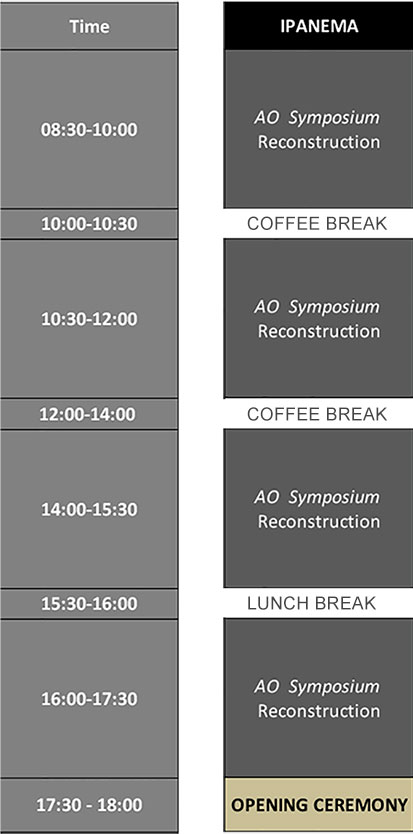 Time IPANEMA
08:30-10:00 AO Symposium
Reconstruction
10:00-10:30 COFFEE BREAK
10:30-12:00 AO Symposium
Reconstruction
12:00-14:00 COFFEE BREAK
14:00-15:30 AO Symposium
Reconstruction
15:30-16:00 LUNCH BREAK
16:00-17:30 AO Symposium
Reconstruction
17:30 - 18:00 OPENING CEREMONY